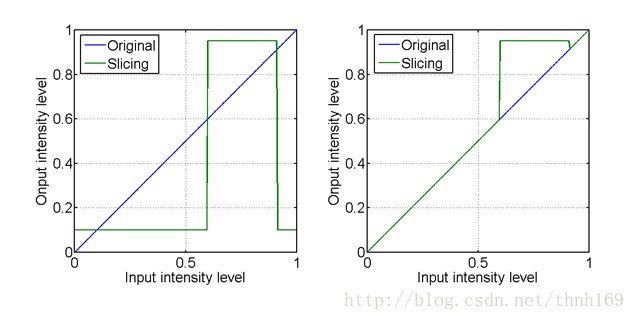 1
0.8
0.6
0.4
0.2
0
Onput intensity level
Original
Slicing
0
0.5
1
Input intensity level
1
0.8
0.6
0.4
0.2
0
Onput intensity level
Original
Slicing
0
0.5
1
Input intensity level
http://blog.csdn.net/thnh169